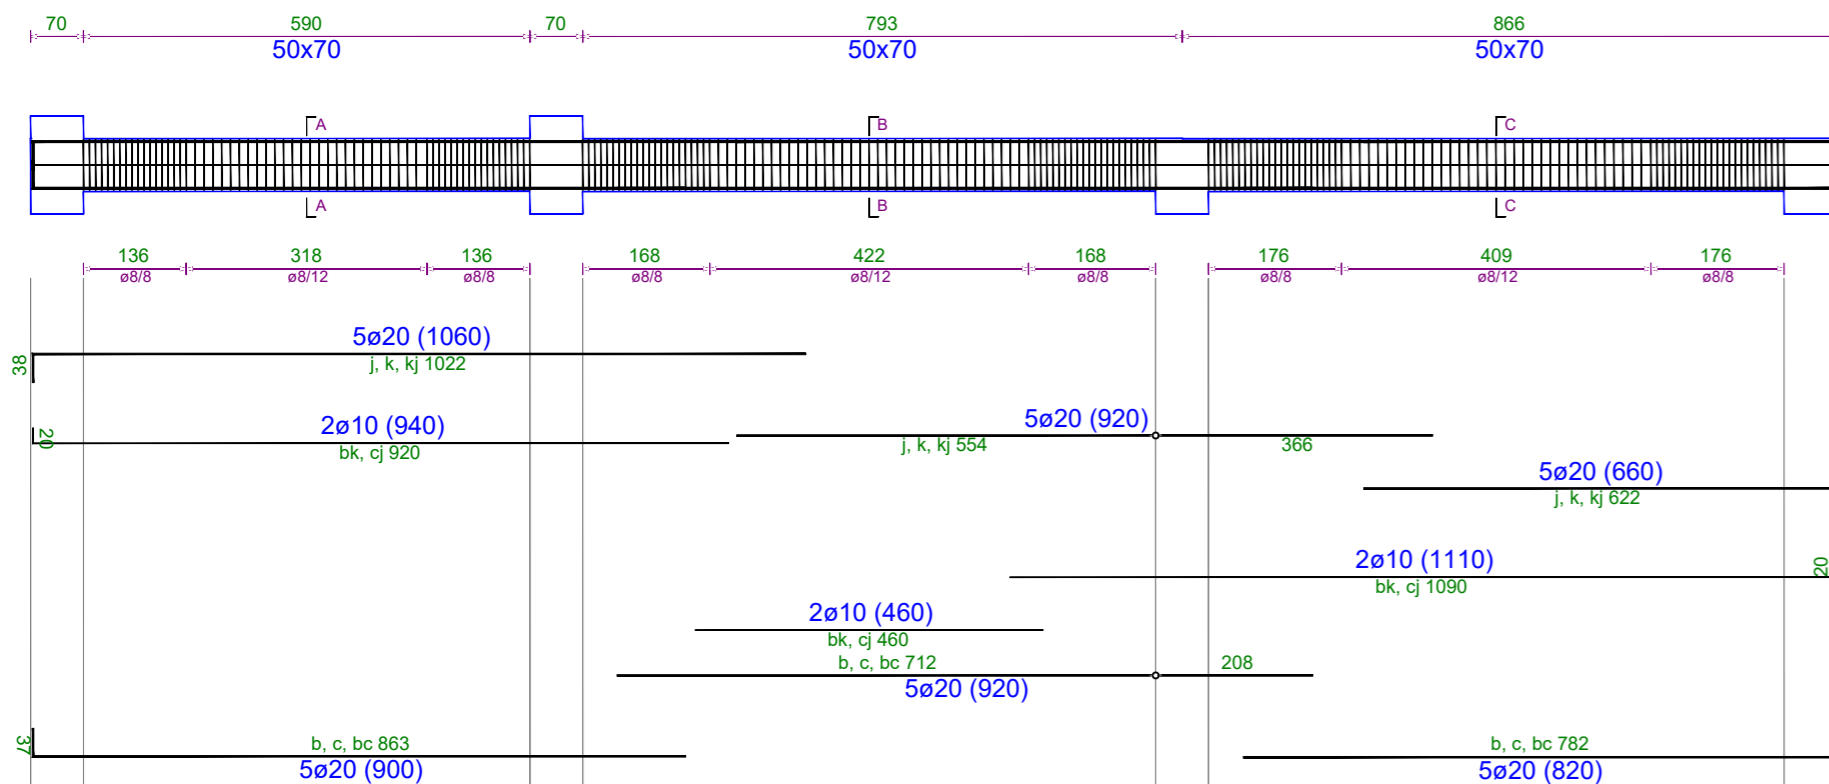 70 590 70 793 866
50x70 50x70 50x70
A B C
A B C
136 318 136 168 422 168 176 409 176
ø8/8 ø8/12 ø8/8 ø8/8 ø8/12 ø8/8 ø8/8 ø8/12 ø8/8
5ø20 (1060)
38
j, k, kj 1022
2ø10 (940) 5ø20 (920)
20
bk, cj 920 j, k, kj 554 366
5ø20 (660)
j, k, kj 622
2ø10 (1110)
20
bk, cj 1090
2ø10 (460)
bk, cj 460
b, c, bc 712 208
5ø20 (920)
37
b, c, bc 863 b, c, bc 782
5ø20 (900) 5ø20 (820)